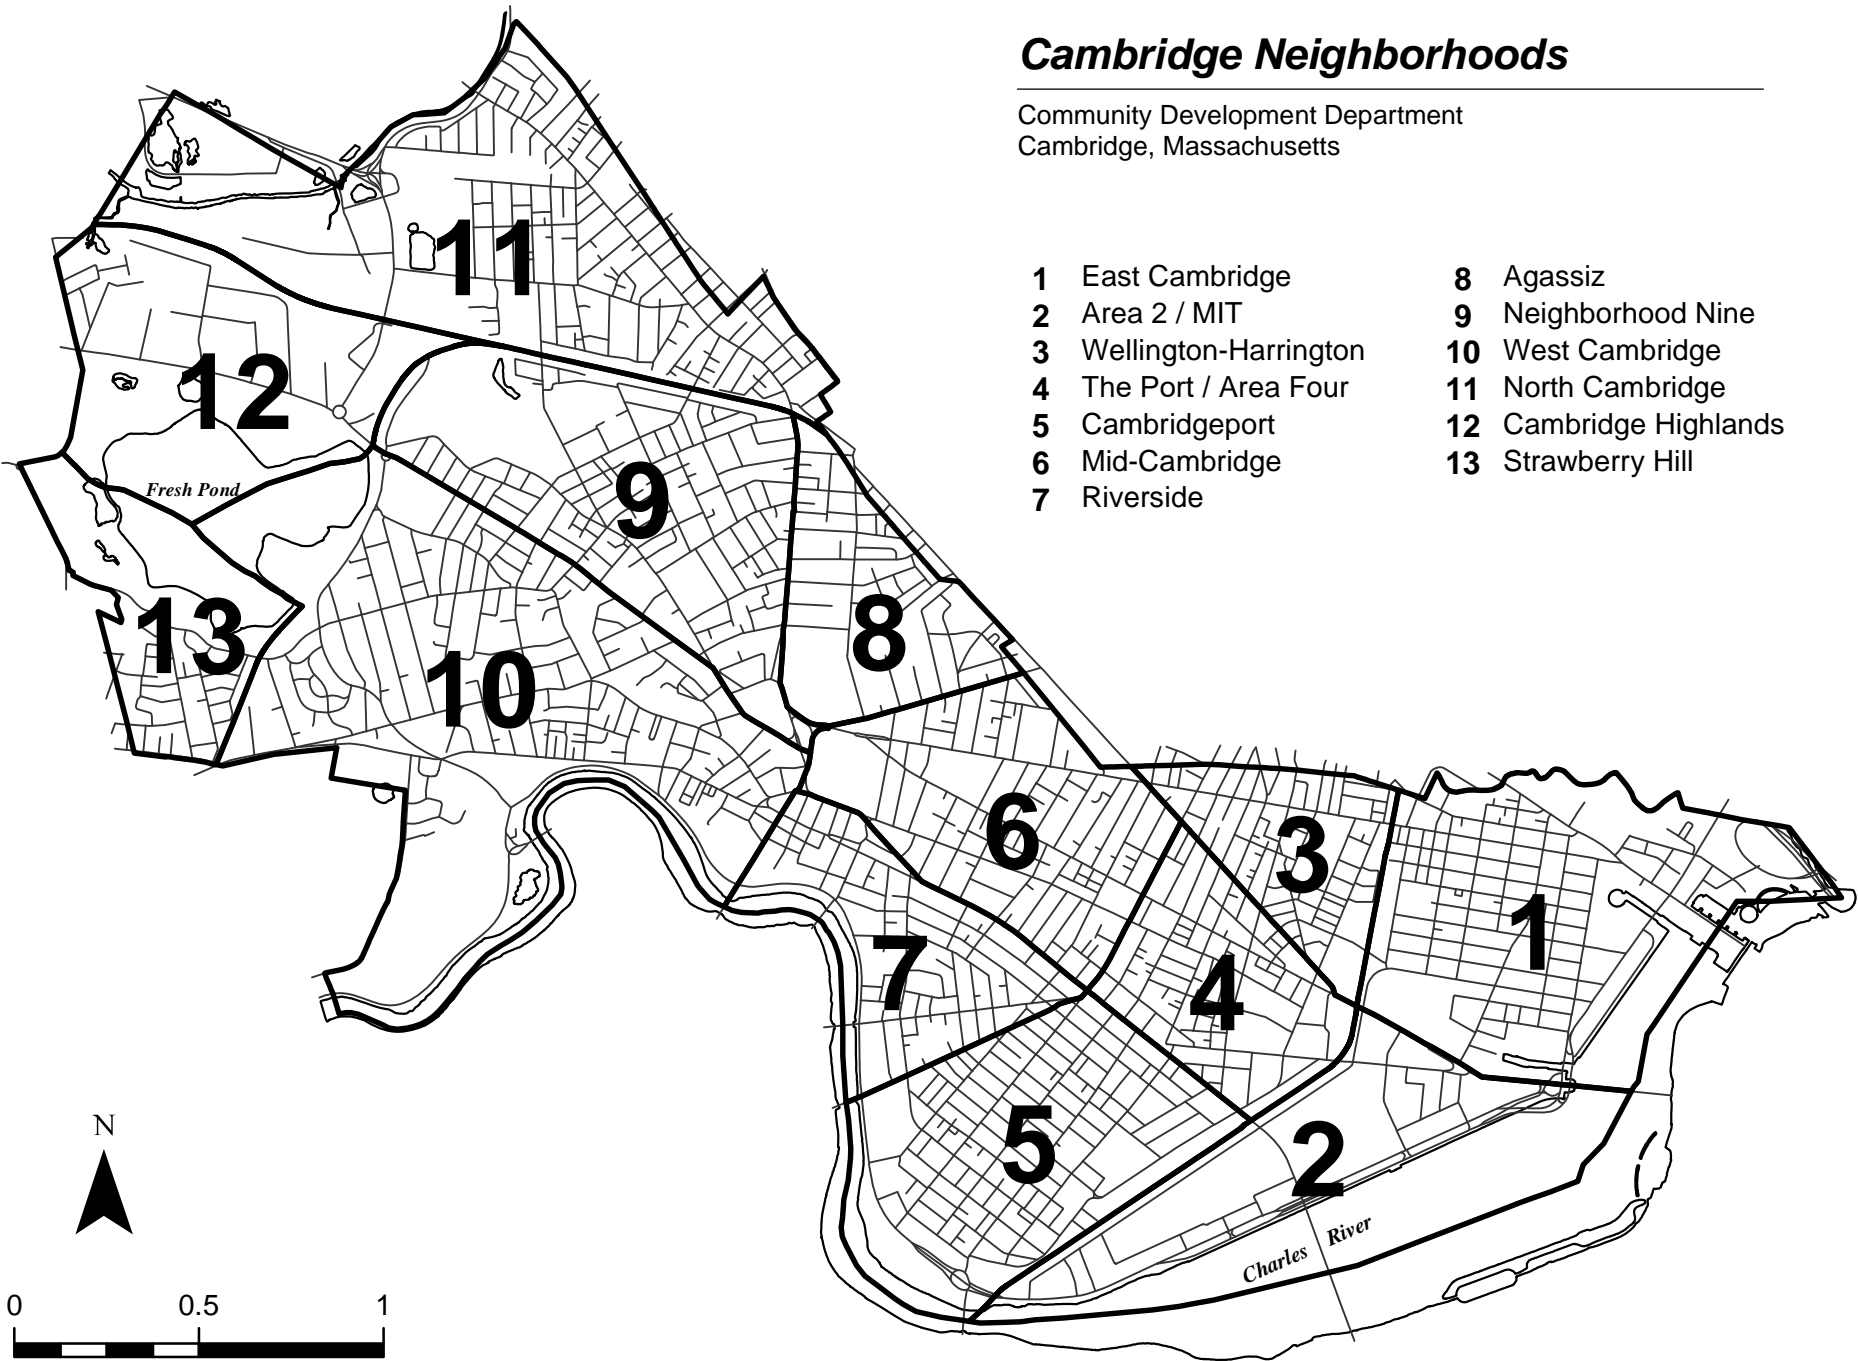 Cambridge Neighborhoods
Community Development Department
Cambridge, Massachusetts
1 East Cambridge
2 Area 2 / MIT
3 Wellington-Harrington
4 The Port / Area Four
5 Cambridgeport
6 Mid-Cambridge
7 Riverside
8 Agassiz
9 Neighborhood Nine
10 West Cambridge
11 North Cambridge
12 Cambridge Highlands
13 Strawberry Hill
11
12
9
Fresh Pond
8
13
10
6
3
1
7
4
5
2
Charles River
N
0 0.5 1